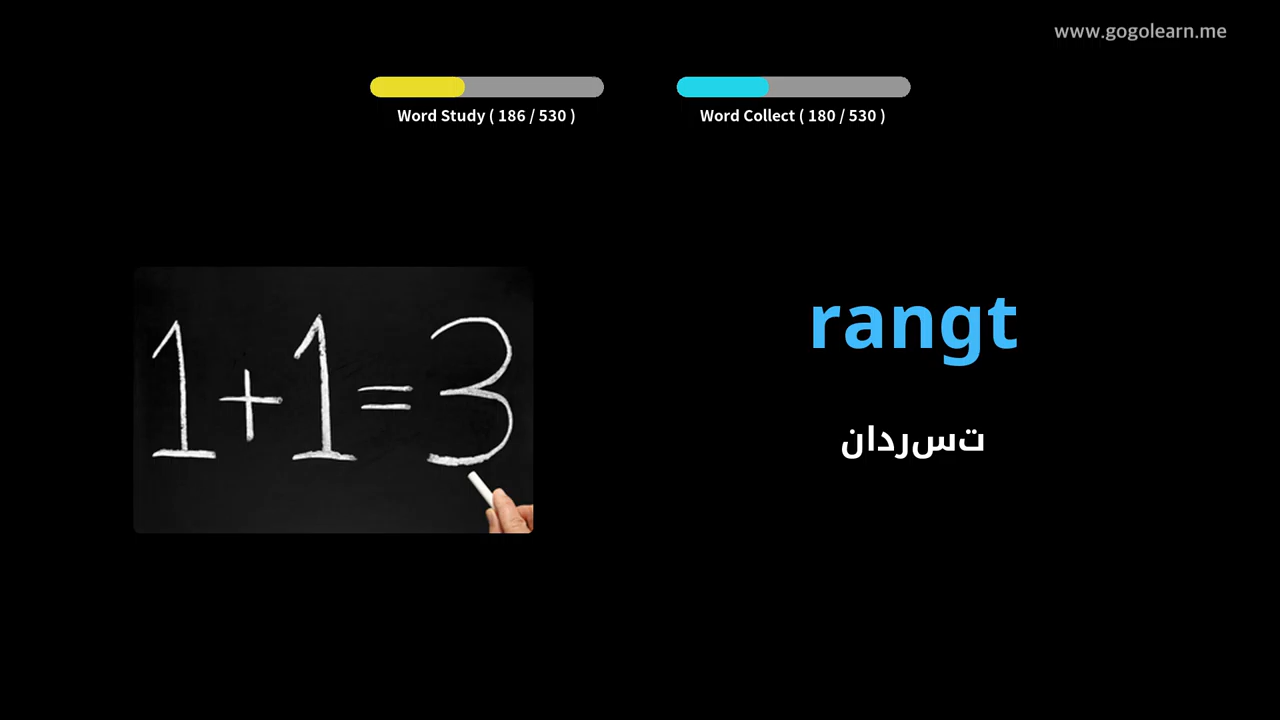 www.gogolearn.me
Word Study ( 186 / 530 )
Word Collect ( 180 / 530 )
1+1=3
rangt
تسردان